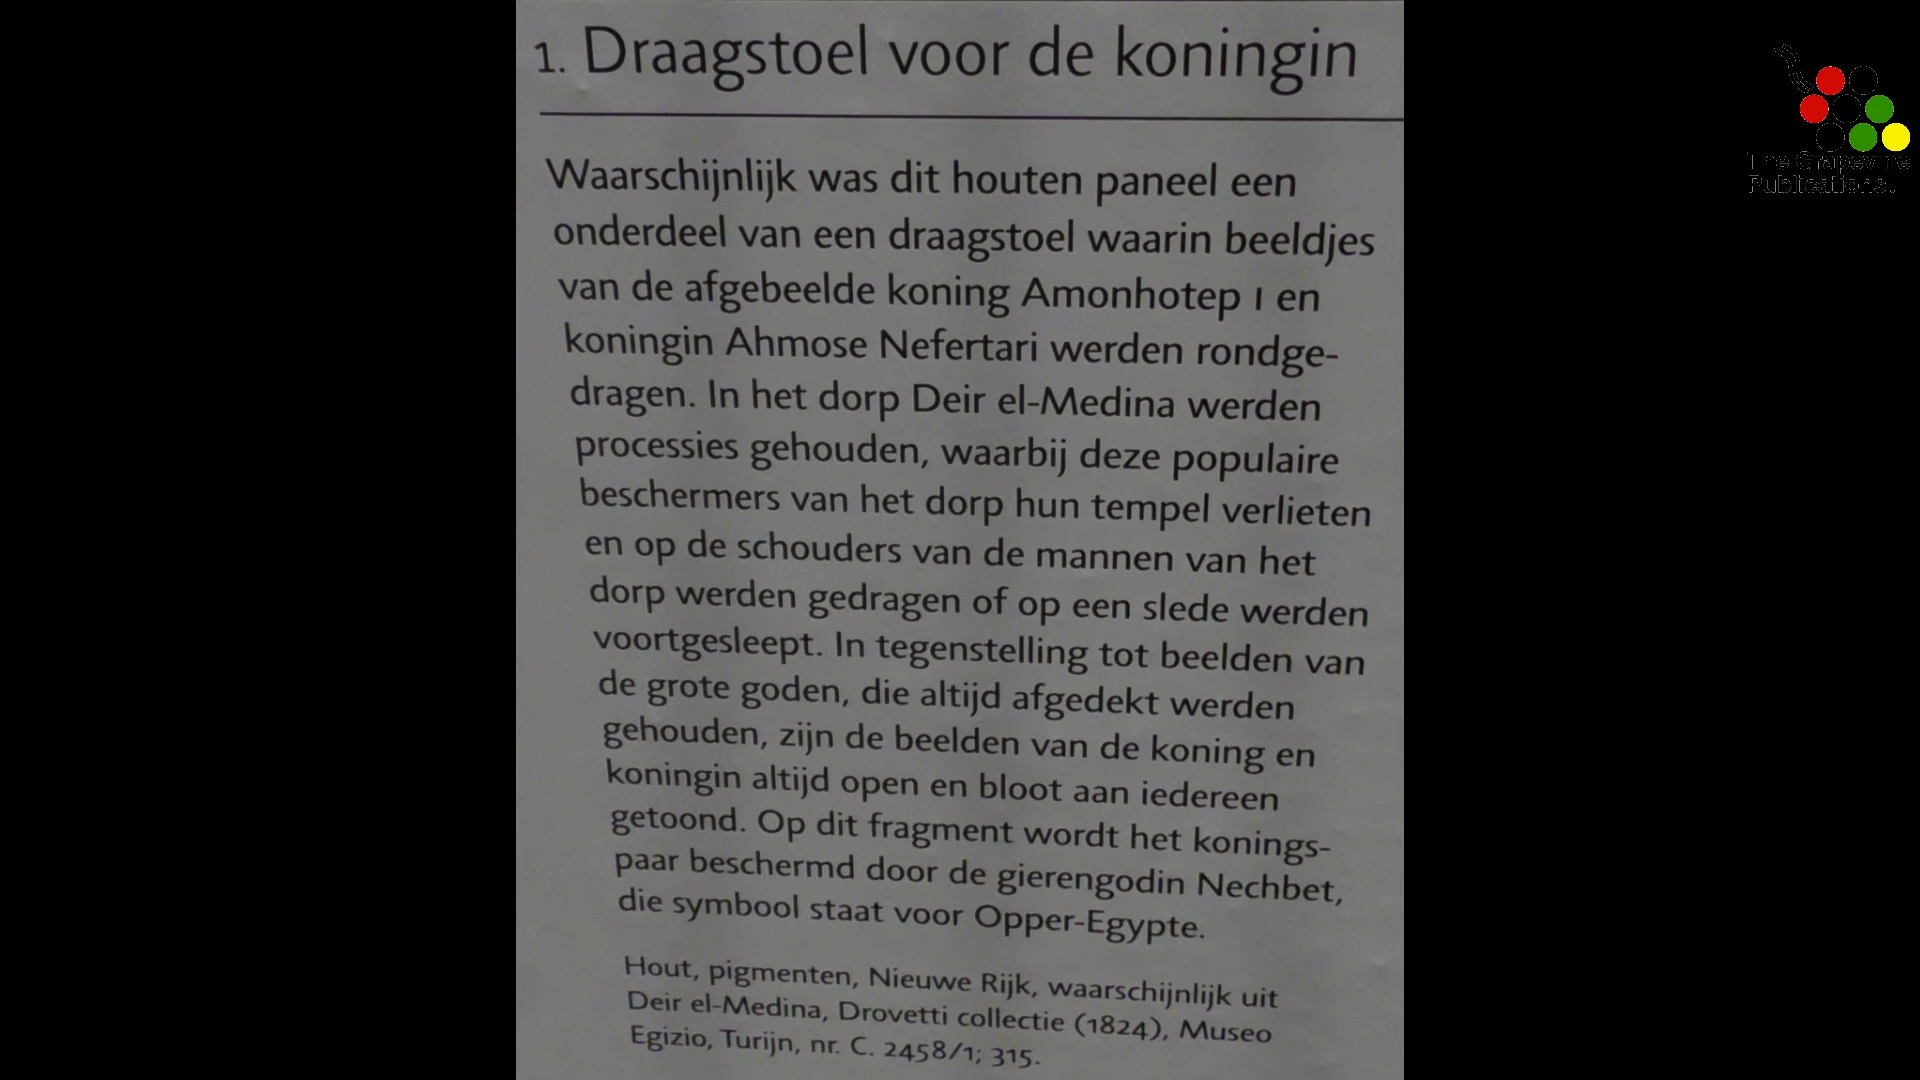 1. Draagstoel voor de koningin
Waarschijnlijk was dit houten paneel een
onderdeel van een draagstoel waarin beeldjes
van de afgebeelde koning Amonhotep I en
koningin Ahmose Nefertari werden rondge-
dragen. In het dorp Deir el-Medina werden
processies gehouden, waarbij deze populaire
beschermers van het dorp hun tempel verlieten
en op de schouders van de mannen van het
dorp werden gedragen of op een slede werden
voortgesleept. In tegenstelling tot beelden van
de grote goden, die altijd afgedekt werden
gehouden, zijn de beelden van de koning en
koningin altijd open en bloot aan iedereen
getoond. Op dit fragment wordt het konings-
paar beschermd door de gierengodin Nechbet,
die symbool staat voor Opper-Egypte.
Hout, pigmenten, Nieuwe Rijk, waarschijnlijk uit
Deir el-Medina, Drovetti collectie (1824), Museo
Egizio, Turijn, nr. C. 2458/1; 315.
The Grapevine
Publications.